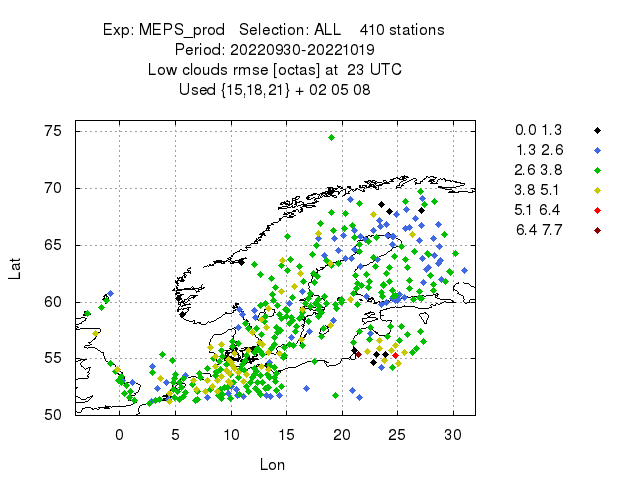 Exp: MEPS_prod   Selection: ALL    410 stations
Period: 20220930-20221019
Low clouds rmse [octas] at  23 UTC
Used {15,18,21} + 02 05 08
0.0 1.3
1.3 2.6
2.6 3.8
3.8 5.1
5.1 6.4
6.4 7.7
75
70
65
60
55
50
Lat
0 5 10 15 20 25 30
Lon